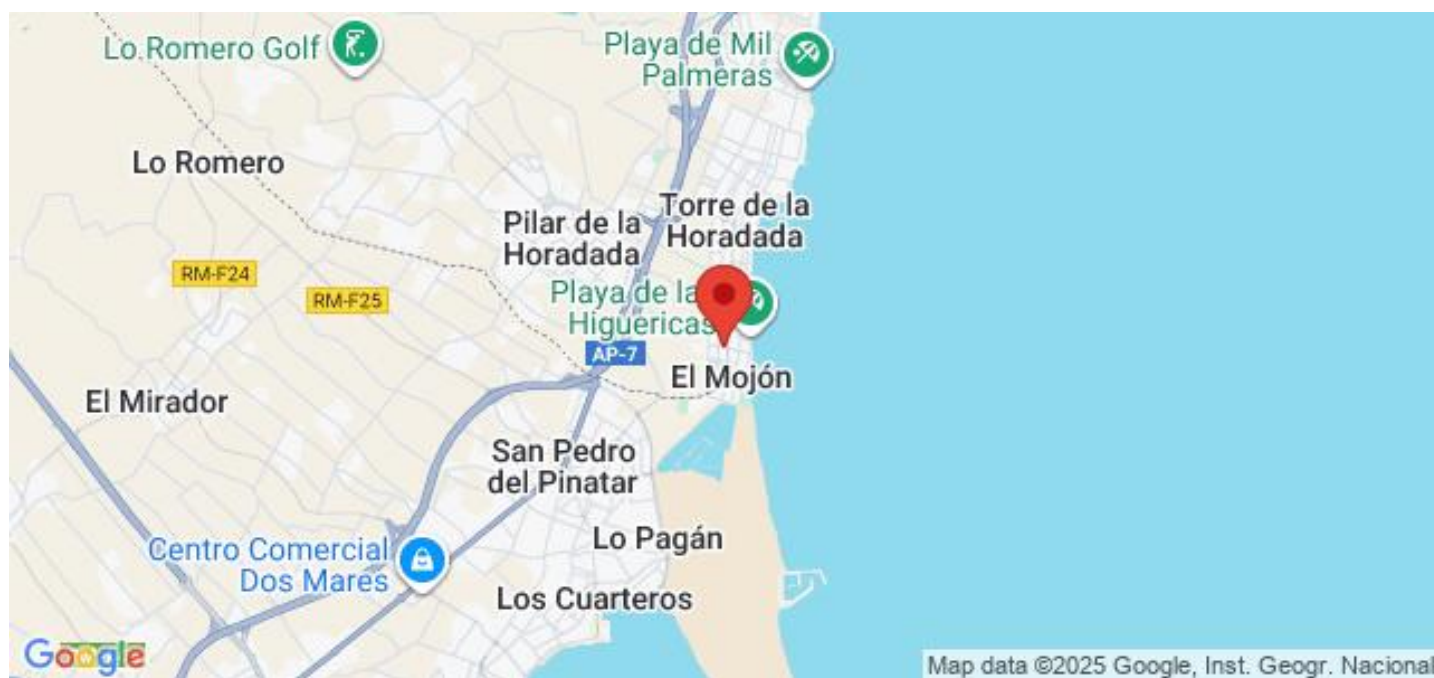 Lo Romero Golf
Playa de Mil
Palmeras
Lo Romero
Torre de la
Horadada
Pilar de la
Horadada
RM-F24
RM-F25
Playa de la
Higuericas
AP-7
El Mojón
El Mirador
San Pedro
del Pinatar
Lo Pagán
Centro Comercial
Dos Mares
Los Cuarteros
Google
Map data ©2025 Google, Inst. Geogr. Nacional